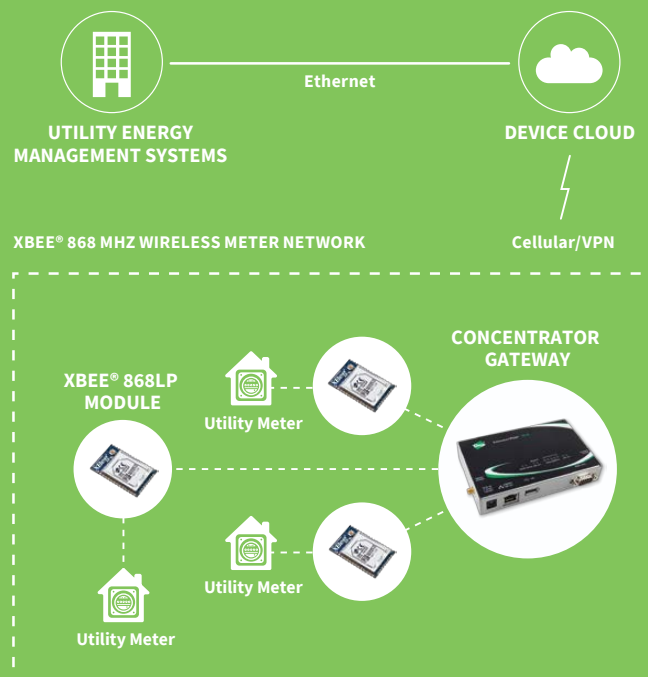 Ethernet
UTILITY ENERGY
MANAGEMENT SYSTEMS
DEVICE CLOUD
XBEE® 868 MHZ WIRELESS METER NETWORK
Cellular/VPN
CONCENTRATOR
GATEWAY
XBEE® 868LP
MODULE
Utility Meter
Utility Meter
Utility Meter